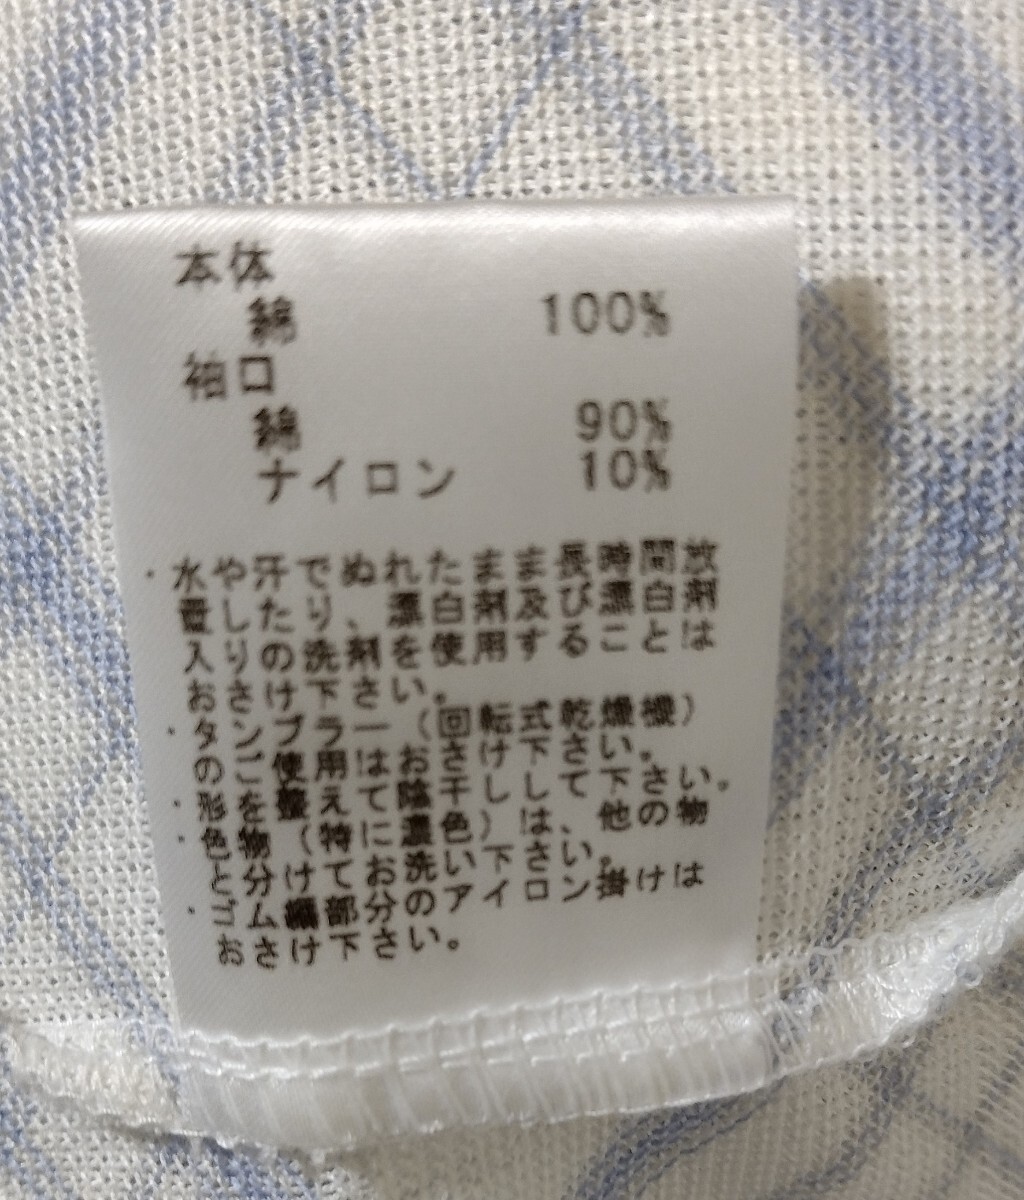 本体
綿 100%
袖口
綿 90%
ナイロン 10%
・水や汗でぬれたまま長時間放
置したり、漂白剤及び漂白剤
入りの洗剤を使用することは
おさけ下さい。
・タンブラー（回転式乾燥機）
のご使用はおさけ下さい。
・形を整えて陰干しして下さい。
・色物（特に濃色）は、他の物
と分けてお洗い下さい。
・ゴム編部分のアイロン掛けは
おさけ下さい。